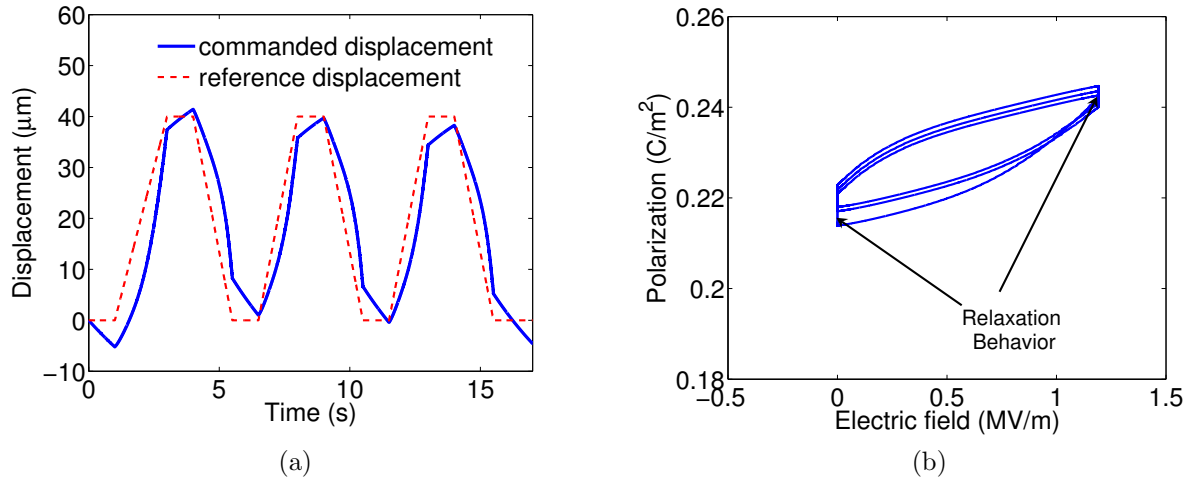 60
50
40
30
20
10
0
−10
Displacement (μm)
commanded displacement
reference displacement
0
5
10
15
Time (s)
(a)
0.26
0.24
0.22
0.2
0.18
Polarization (C/m²)
Relaxation
Behavior
−0.5
0
0.5
1
1.5
Electric field (MV/m)
(b)